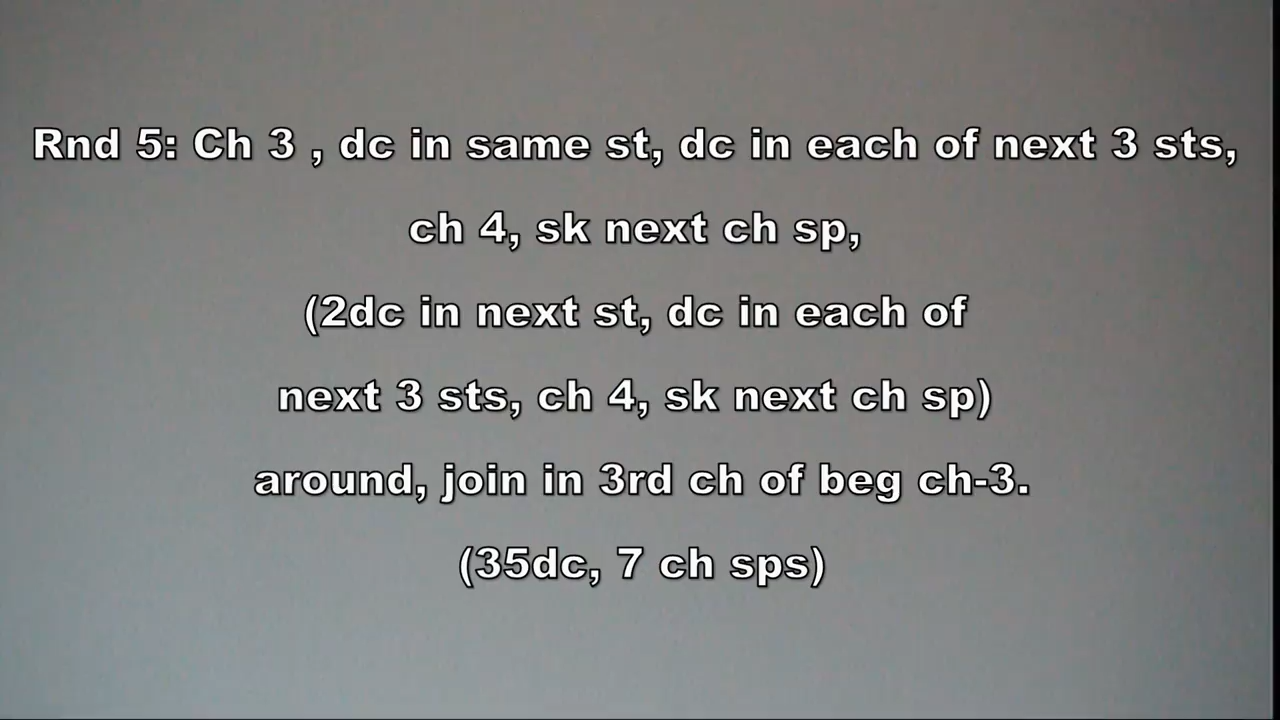 Rnd 5: Ch 3 , dc in same st, dc in each of next 3 sts,
ch 4, sk next ch sp,
(2dc in next st, dc in each of
next 3 sts, ch 4, sk next ch sp)
around, join in 3rd ch of beg ch-3.
(35dc, 7 ch sps)